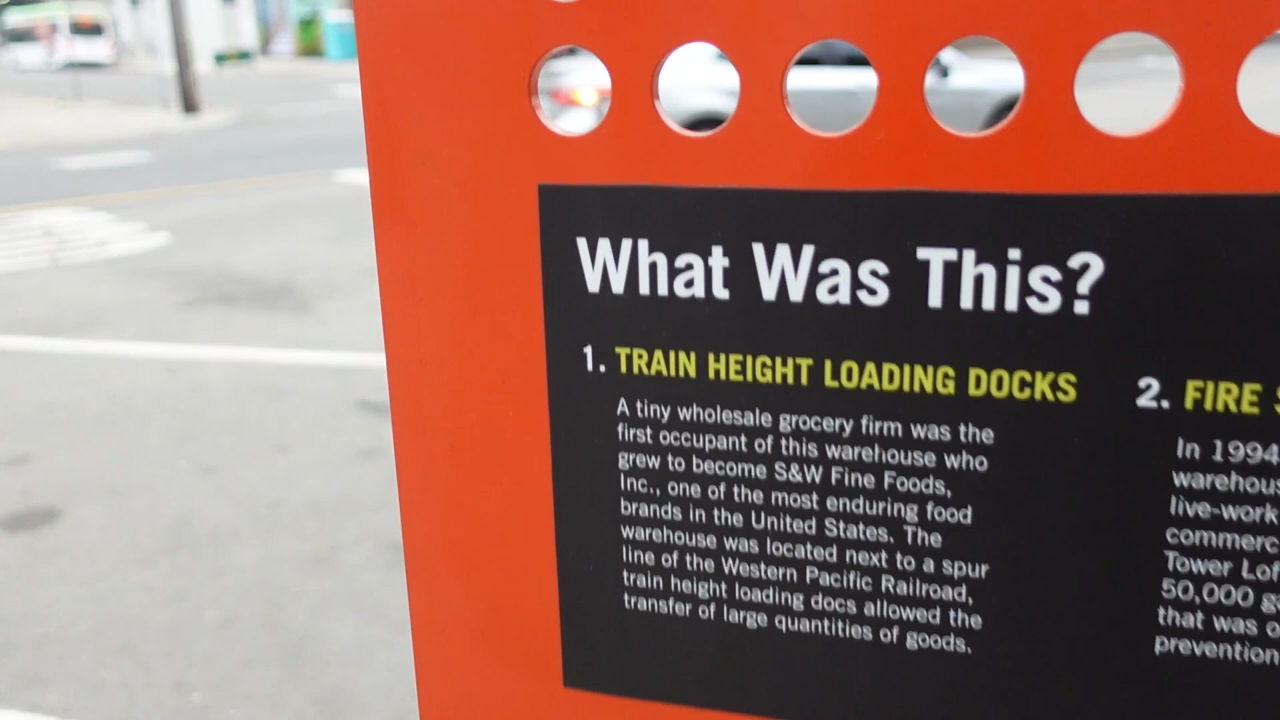 What Was This?
1. TRAIN HEIGHT LOADING DOCKS
A tiny wholesale grocery firm was the
first occupant of this warehouse who
grew to become S&W Fine Foods,
Inc., one of the most enduring food
brands in the United States. The
warehouse was located next to a spur
line of the Western Pacific Railroad,
train height loading docs allowed the
transfer of large quantities of goods.
2. FIRE
In 1994
live-work
Tower
50,000
that was
prevention